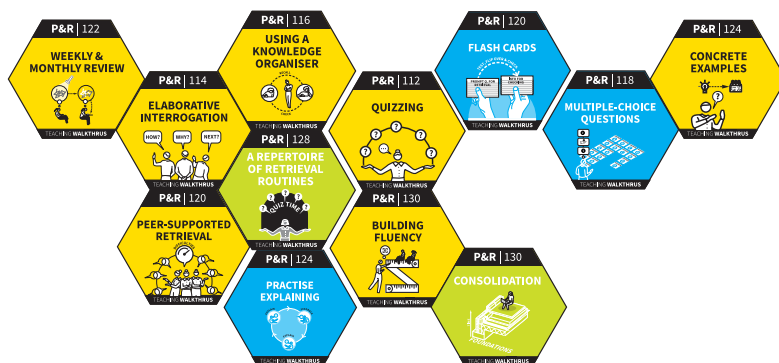 P&R | 122
WEEKLY &
MONTHLY REVIEW
TEACHING WALKTHRUS
P&R | 114
ELABORATIVE
INTERROGATION
HOW?
WHY?
NEXT?
TEACHING WALKTHRUS
P&R | 116
USING A
KNOWLEDGE
ORGANISER
P&R | 128
A REPERTOIRE
OF RETRIEVAL
ROUTINES
QUIZ TIME?
TEACHING WALKTHRUS
P&R | 112
QUIZZING
TEACHING WALKTHRUS
P&R | 120
FLASH CARDS
P&R | 118
MULTIPLE-CHOICE
QUESTIONS
TEACHING WALKTHRUS
P&R | 124
CONCRETE
EXAMPLES
TEACHING WALKTHRUS
P&R | 120
PEER-SUPPORTED
RETRIEVAL
TEACHING WALKTHRUS
P&R | 124
PRACTISE
EXPLAINING
TEACHING WALKTHRUS
P&R | 130
BUILDING
FLUENCY
TEACHING WALKTHRUS
P&R | 130
CONSOLIDATION
FOUNDATIONS
TEACHING WALKTHRUS